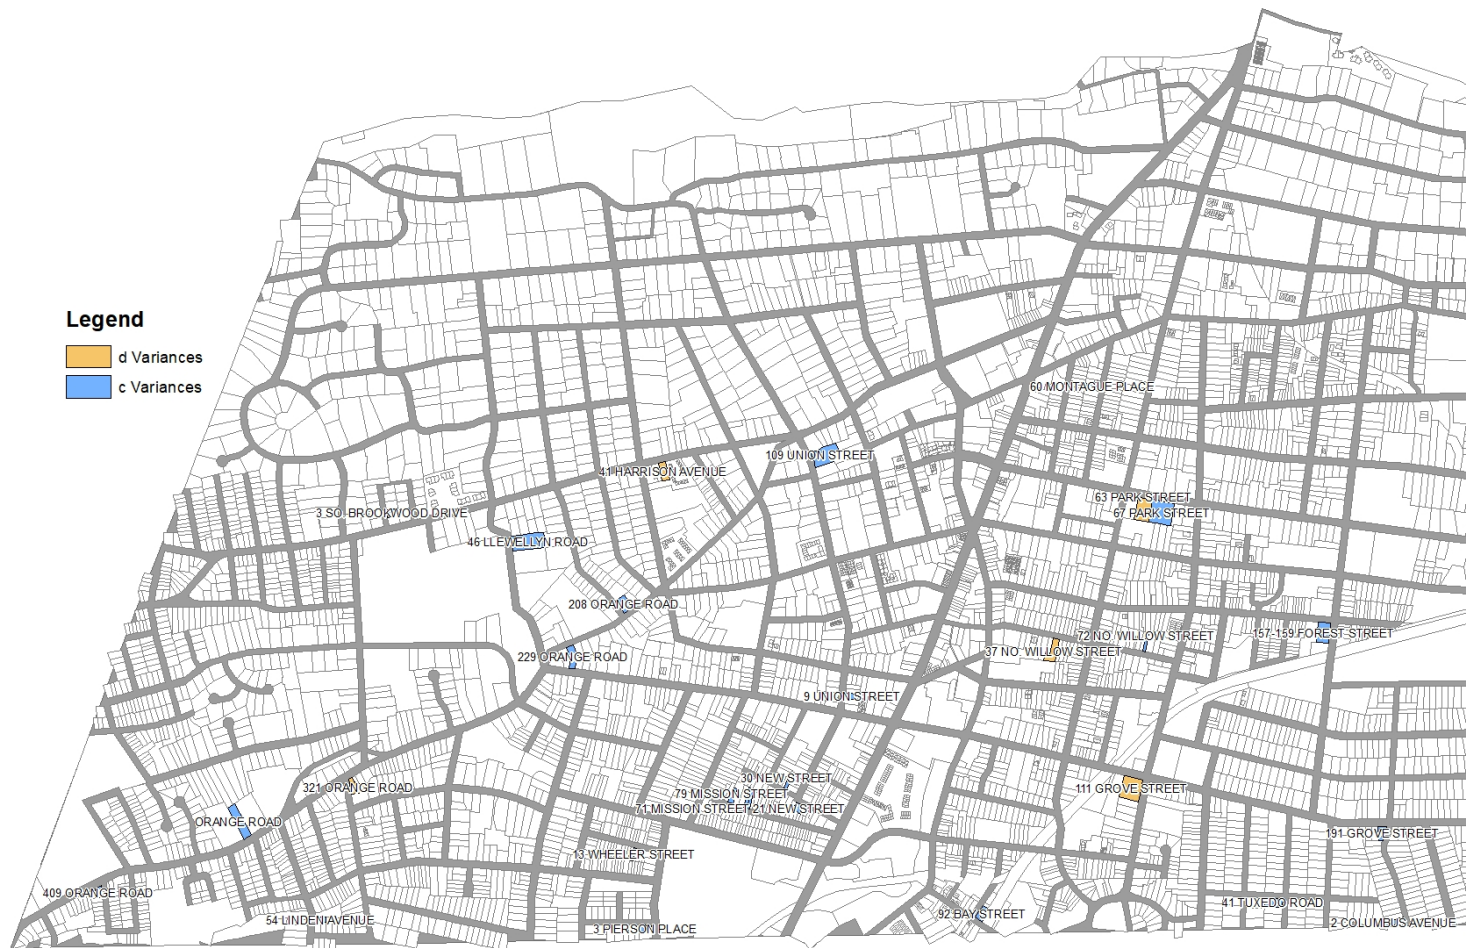 Legend
d Variances
c Variances
60 MONTAGUE PLACE
109 UNION STREET
41 HARRISON AVENUE
63 PARK STREET
67 PARK STREET
3 SO. BROOKWOOD DRIVE
46 LLEWELLYN ROAD
208 ORANGE ROAD
72 NO. WILLOW STREET
157-159 FOREST STREET
37 NO. WILLOW STREET
229 ORANGE ROAD
9 UNION STREET
30 NEW STREET
321 ORANGE ROAD
79 MISSION STREET
111 GROVE STREET
71 MISSION STREET
21 NEW STREET
ORANGE ROAD
191 GROVE STREET
13 WHEELER STREET
409 ORANGE ROAD
41 TUXEDO ROAD
92 BAY STREET
54 LINDEN AVENUE
2 COLUMBUS AVENUE
3 PIERSON PLACE